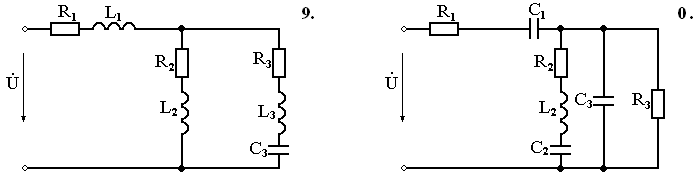 R₁ L₁ 9.
R₂ R₃
U̇
L₂ L₃
C₃
R₁ C₁ 0.
R₂
U̇
L₂ C₃ R₃
C₂